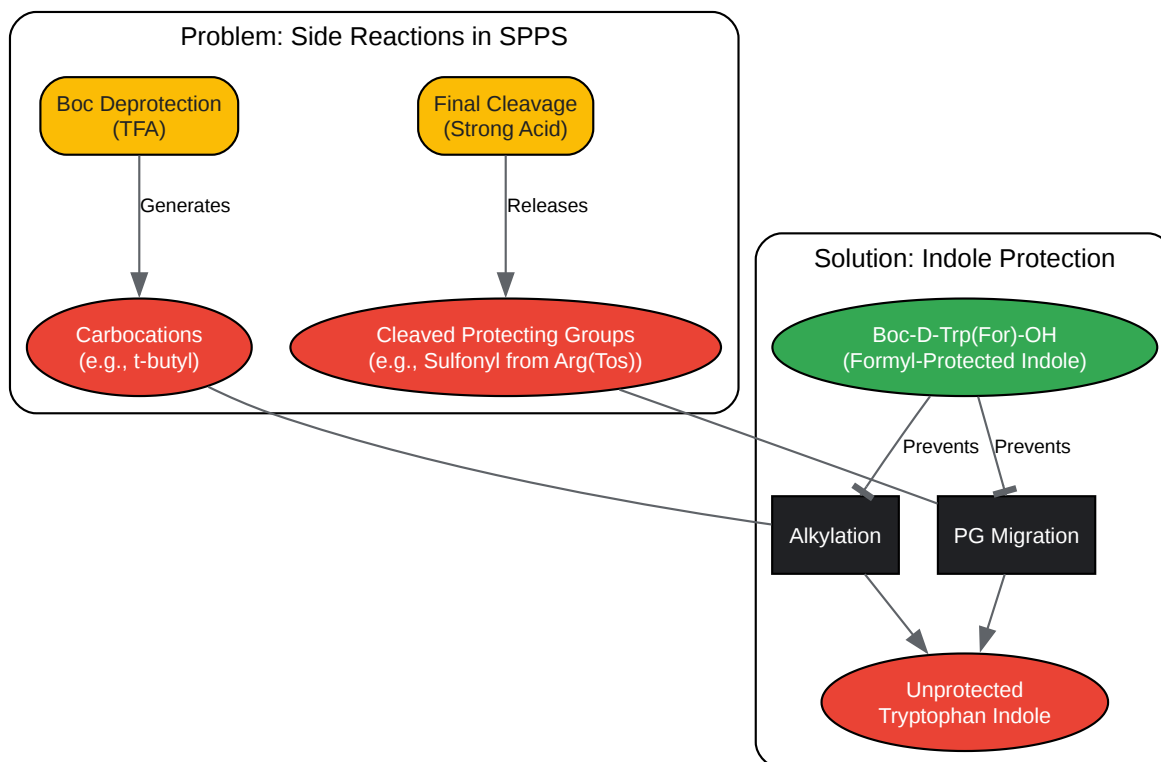 Problem: Side Reactions in SPPS
Boc Deprotection
(TFA)
Final Cleavage
(Strong Acid)
Generates
Releases
Carbocations
(e.g., t-butyl)
Cleaved Protecting Groups
(e.g., Sulfonyl from Arg(Tos))
Solution: Indole Protection
Boc-D-Trp(For)-OH
(Formyl-Protected Indole)
Prevents
Prevents
Alkylation
PG Migration
Unprotected
Tryptophan Indole